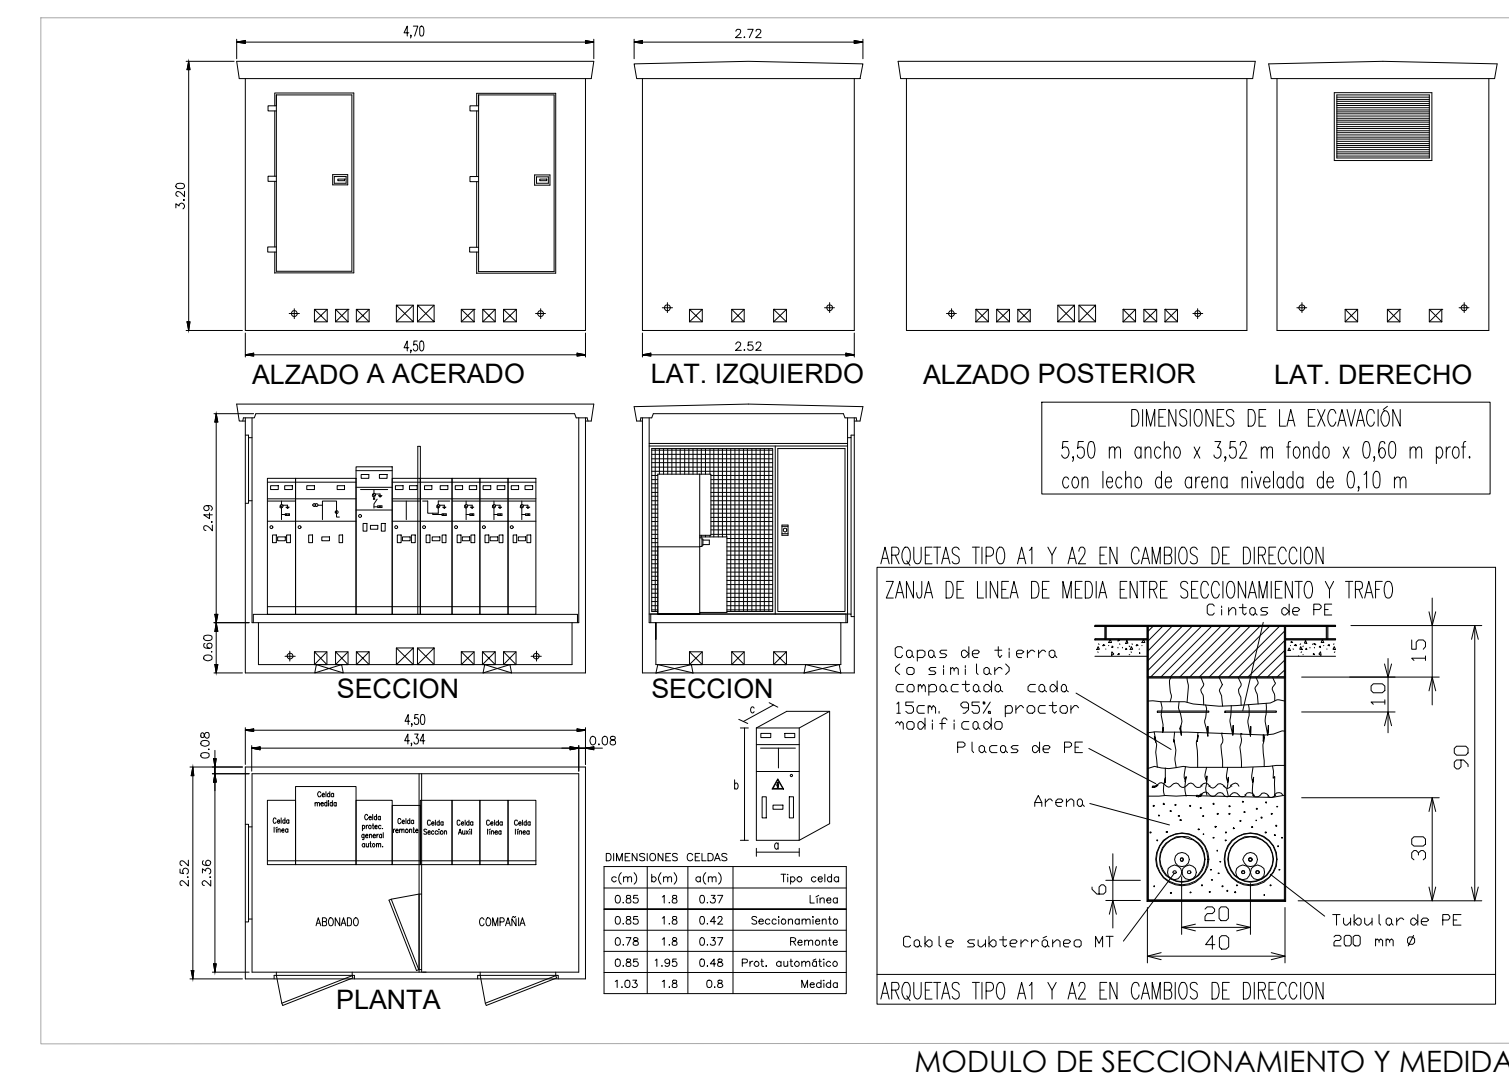 4,70
2.72
3.20
4,50
2.52
ALZADO A ACERADO
LAT. IZQUIERDO
ALZADO POSTERIOR
LAT. DERECHO
DIMENSIONES DE LA EXCAVACIÓN
5,50 m ancho x 3,52 m fondo x 0,60 m prof.
con lecho de arena nivelada de 0,10 m
2.49
0.60
SECCION
SECCION
ARQUETAS TIPO A1 Y A2 EN CAMBIOS DE DIRECCION
ZANJA DE LINEA DE MEDIA ENTRE SECCIONAMIENTO Y TRAFO
Cintas de PE
Capas de tierra
(o similar)
compactada cada
15cm. 95% proctor
modificado
Placas de PE
Arena
15
10
90
30
6
20
40
Cable subterráneo MT
Tubular de PE
200 mm Ø
ARQUETAS TIPO A1 Y A2 EN CAMBIOS DE DIRECCION
4,50
4,34
0.08
0.08
2.52
2.36
Celda
línea
Celda
medida
Celda
protec.
general
autom.
Celda
remonte
Celda
Seccion
Celda
Auxil
Celda
línea
Celda
línea
ABONADO
COMPAÑIA
PLANTA
c
b
a
DIMENSIONES CELDAS
c(m) b(m) a(m) Tipo celda
0.85 1.8 0.37 Línea
0.85 1.8 0.42 Seccionamiento
0.78 1.8 0.37 Remonte
0.85 1.95 0.48 Prot. automático
1.03 1.8 0.8 Medida
MODULO DE SECCIONAMIENTO Y MEDIDA